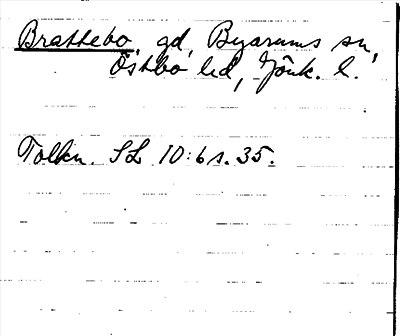 Brattebo, gd, Byarums sn,
Östbo hd, Jönk. l.
Tolkn. SL 10:6 s. 35.